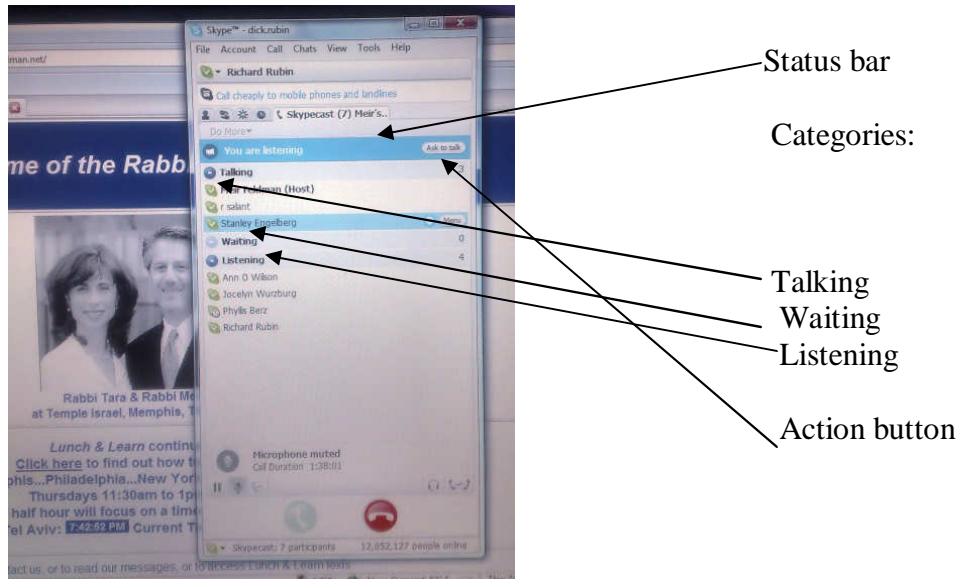 Skype™ - dick.rubin
File Account Call Chats View Tools Help
man.net/
Richard Rubin
Call cheaply to mobile phones and landlines
Skypecast (7) Meir's..
Do More
You are listening
Ask to talk
Talking 3
Meir Feldman (Host)
r salant
Stanley Engelberg
Menu
Waiting 0
Listening 4
Ann O Wilson
Jocelyn Wurzburg
Phyllis Berz
Richard Rubin
Microphone muted
Call Duration 1:38:01
Skypecast: 7 participants 12,052,127 people online
me of the Rabb
Rabbi Tara & Rabbi Me
at Temple Israel, Memphis, T
Lunch & Learn continu
Click here to find out how t
phis...Philadelphia...New Yor
Thursdays 11:30am to 1p
half hour will focus on a time
el Aviv: 7:42:52 PM Current T
tact us, or to read our messages, or to access Lunch & Learn texts
Status bar
Categories:
Talking
Waiting
Listening
Action button